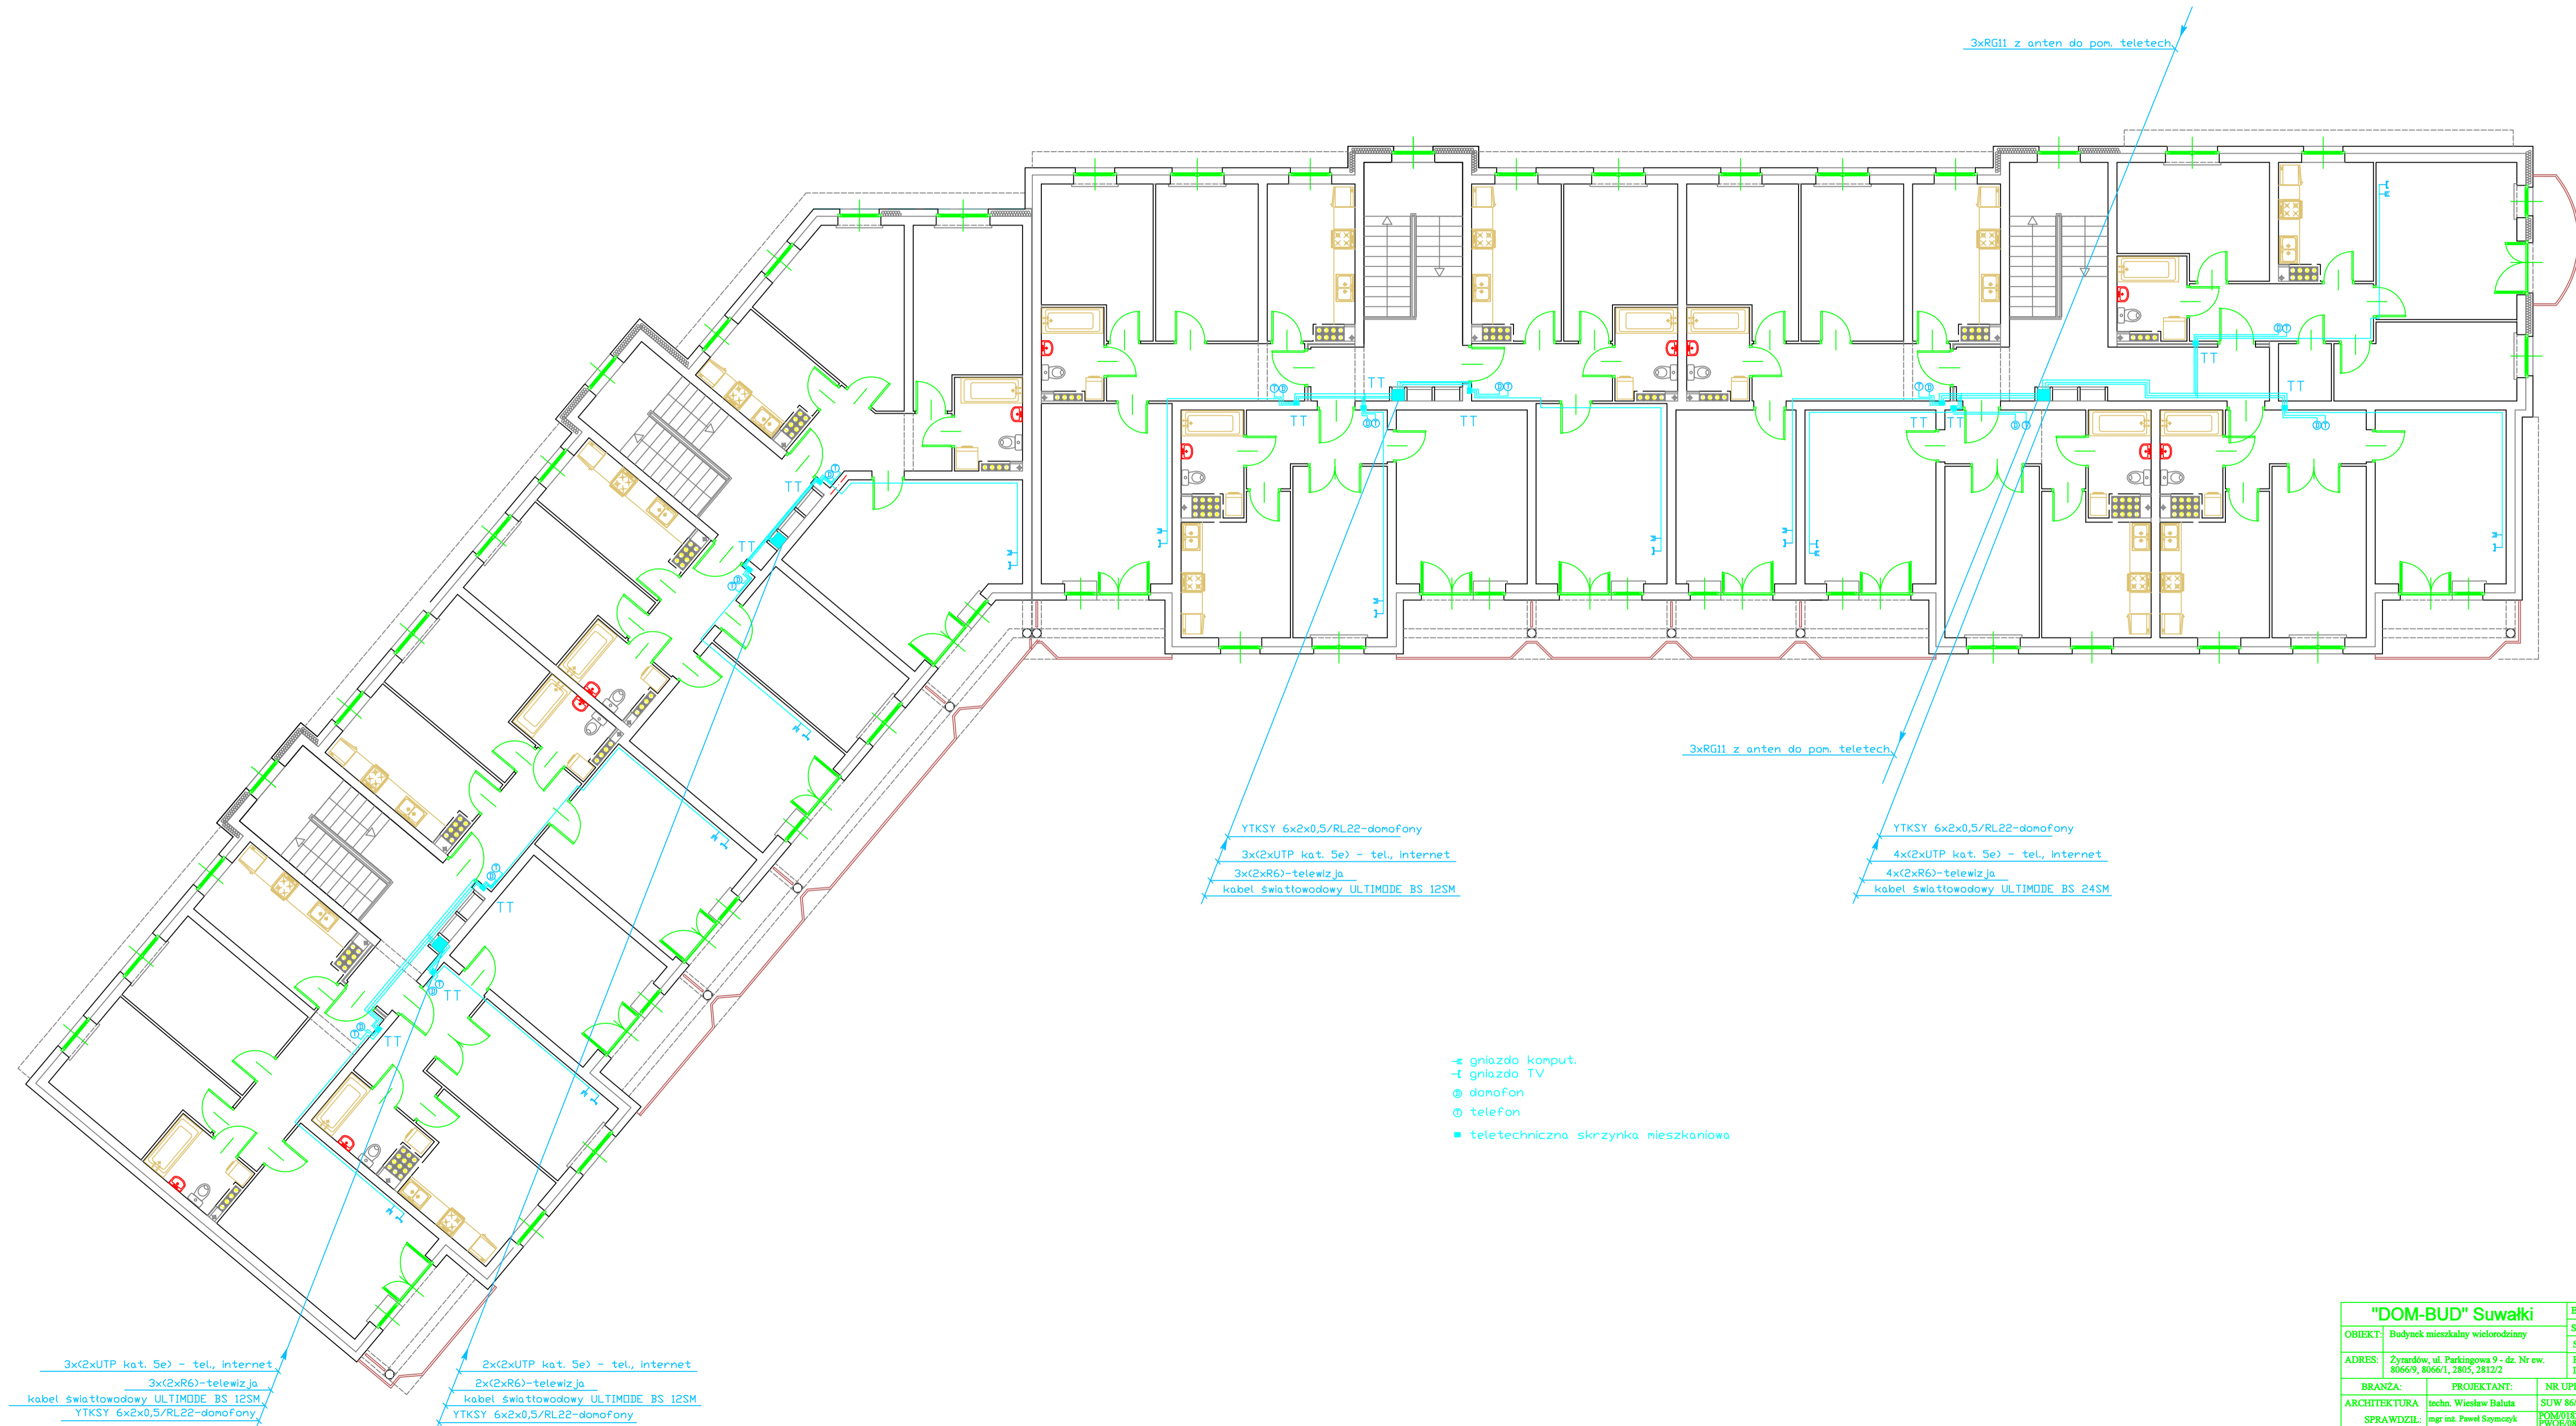 3xRG11 z anten do pom. teletech.
TT
TT
TT
TT
TT
TT
TT
TT
TT
TT
TT
TT
3xRG11 z anten do pom. teletech.
YTKSY 6x2x0,5/RL22-domofony
3x(2xUTP kat. 5e) - tel., internet
3x(2xR6)-telewizja
kabel światłowodowy ULTIMODE BS 12SM
YTKSY 6x2x0,5/RL22-domofony
4x(2xUTP kat. 5e) - tel., internet
4x(2xR6)-telewizja
kabel światłowodowy ULTIMODE BS 24SM
gniazdo komput.
gniazdo TV
D domofon
T telefon
teletechniczna skrzynka mieszkaniowa
3x(2xUTP kat. 5e) - tel., internet
3x(2xR6)-telewizja
kabel światłowodowy ULTIMODE BS 12SM
YTKSY 6x2x0,5/RL22-domofony
2x(2xUTP kat. 5e) - tel., internet
2x(2xR6)-telewizja
kabel światłowodowy ULTIMODE BS 12SM
YTKSY 6x2x0,5/RL22-domofony
"DOM-BUD" Suwałki
OBIEKT: Budynek mieszkalny wielorodziany
ADRES: Żyrardów, ul. Parkingowa 9 - dz. Nr ew.
8066/9, 8066/1, 2805, 2812/2
BRANŻA: PROJEKTANT: NR UP
ARCHITEKTURA techn. Wiesław Baluta SUW
SPRAWDZIŁ: mgr inż. Paweł Szymczyk